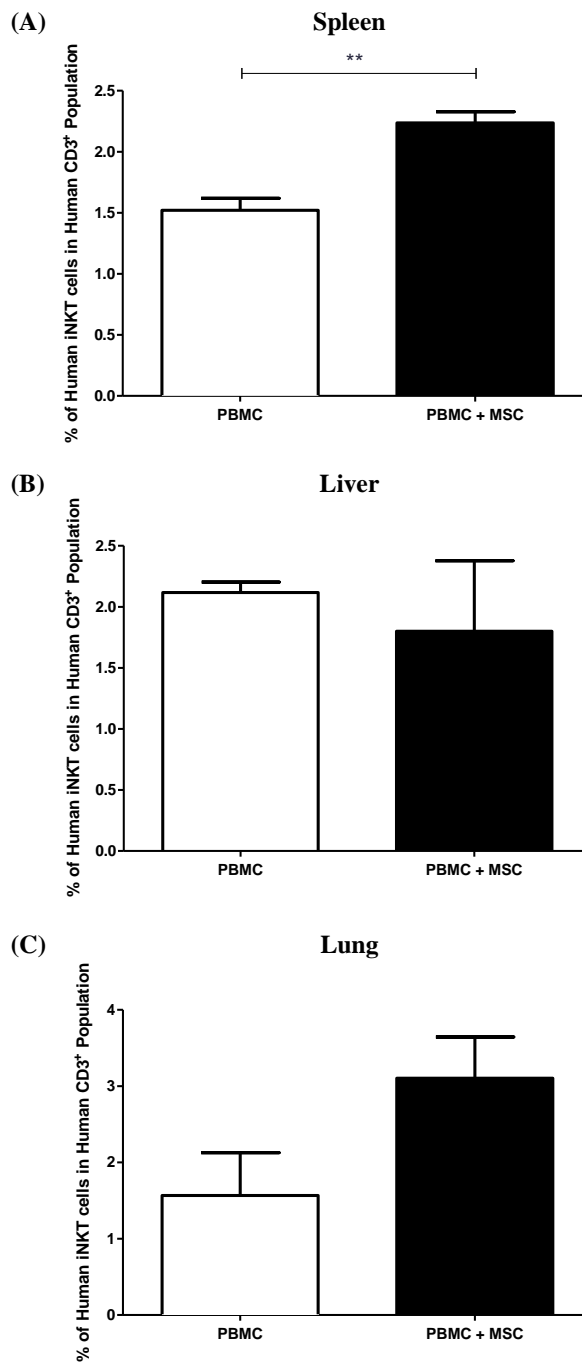 (A)
Spleen
**
% of Human iNKT cells in Human CD3⁺ Population
2.5
2.0
1.5
1.0
0.5
0.0
PBMC
PBMC + MSC
(B)
Liver
% of Human iNKT cells in Human CD3⁺ Population
2.5
2.0
1.5
1.0
0.5
0.0
PBMC
PBMC + MSC
(C)
Lung
% of Human iNKT cells in Human CD3⁺ Population
4
3
2
1
0
PBMC
PBMC + MSC